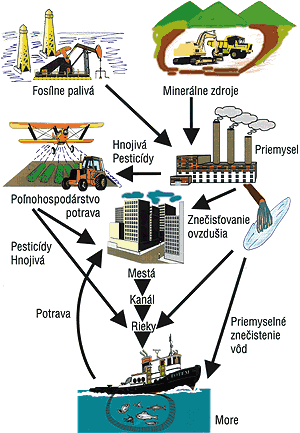 Fosílne palivá
Minerálne zdroje
Hnojivá
Pesticídy
Priemysel
Poľnohospodárstvo
potrava
Znečisťovanie
ovzdušia
Pesticídy
Hnojivá
Mestá
Kanál
Rieky
Potrava
Priemyselné
znečistenie
vôd
More